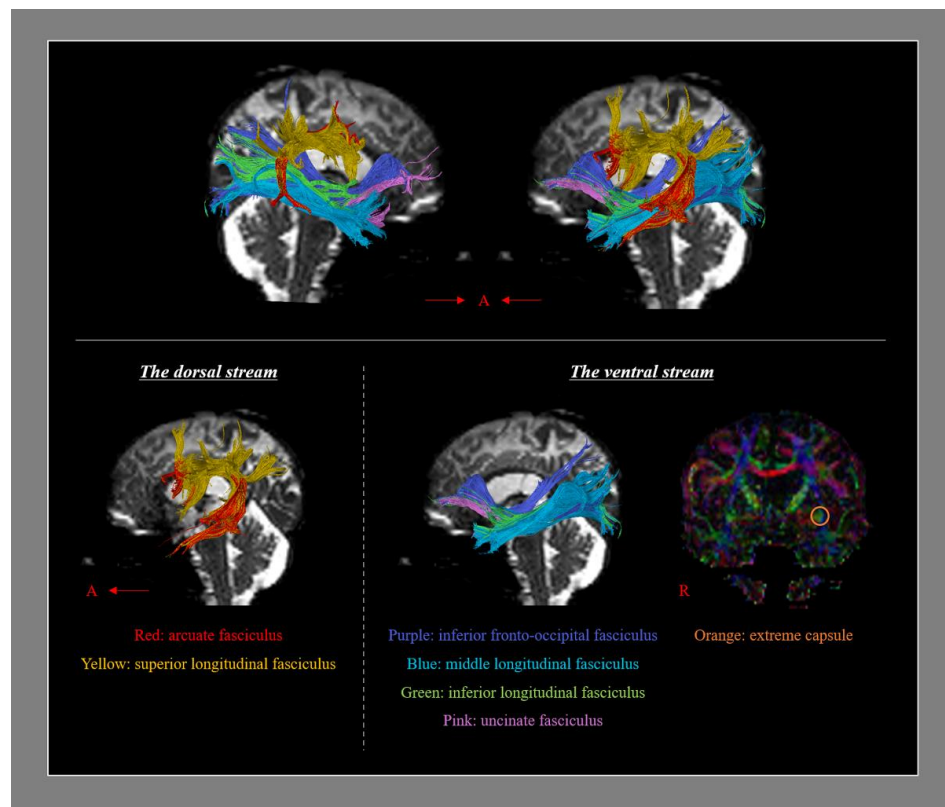 A
The dorsal stream
The ventral stream
A
R
Red: arcuate fasciculus
Yellow: superior longitudinal fasciculus
Purple: inferior fronto-occipital fasciculus
Blue: middle longitudinal fasciculus
Green: inferior longitudinal fasciculus
Pink: uncinate fasciculus
Orange: extreme capsule